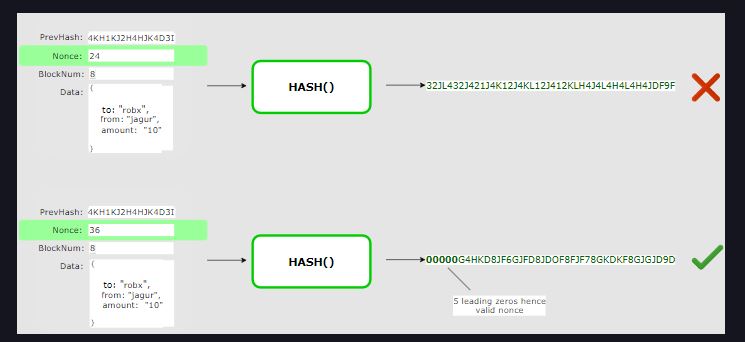 PrevHash: 4KH1KJ2H4HJK4D3I
Nonce: 24
BlockNum: 8
Data: {
to: "robx",
from: "jagur",
amount: "10"
}
HASH()
32JL432J421J4K12J4KL12J412KLH4J4L4H4L4H4JDF9F
PrevHash: 4KH1KJ2H4HJK4D3I
Nonce: 36
BlockNum: 8
Data: {
to: "robx",
from: "jagur",
amount: "10"
}
HASH()
00000G4HKD8JF6GJFD8JDOF8FJF78GKDKF8GJGJD9D
5 leading zeros hence
valid nonce